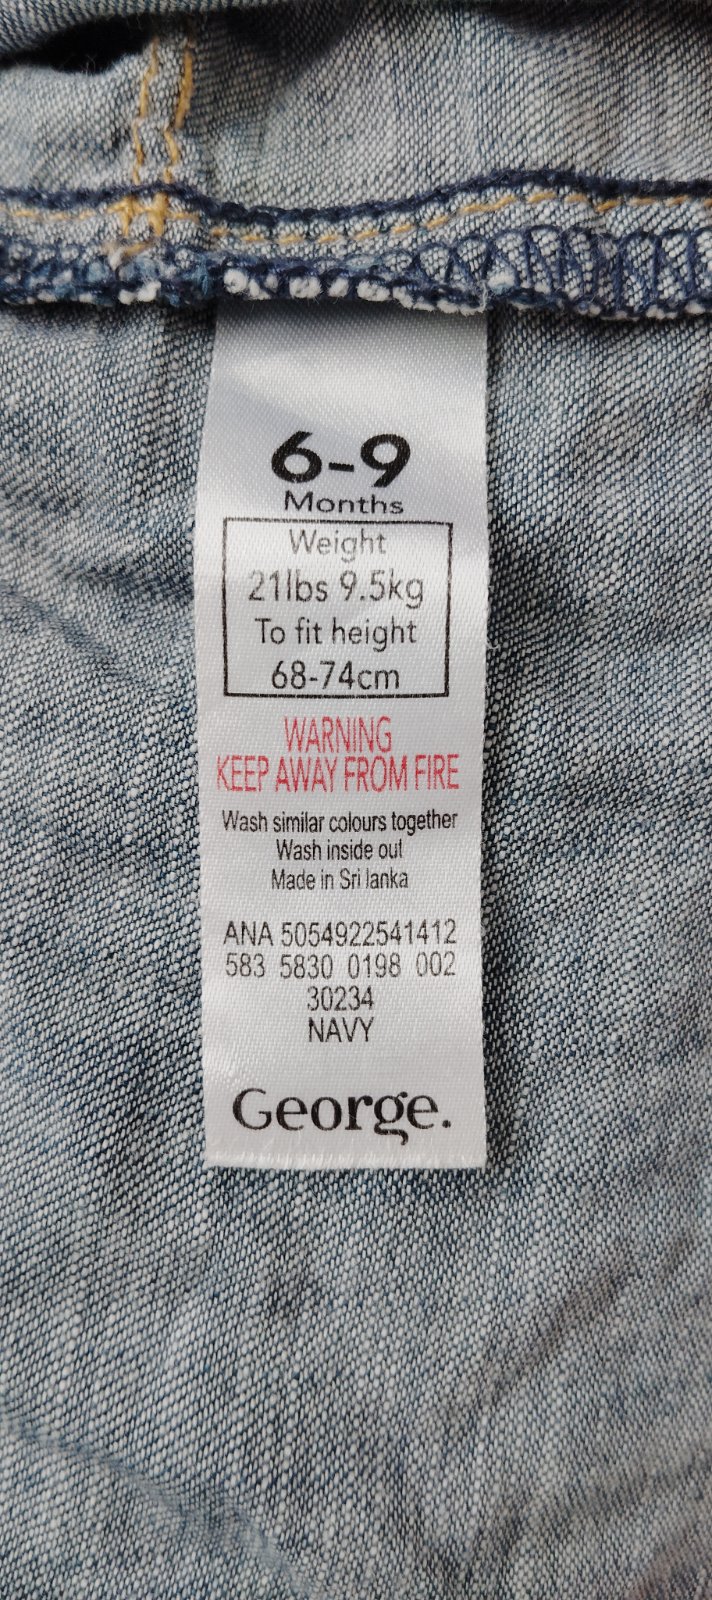 6-9
Months
Weight
21lbs 9.5kg
To fit height
68-74cm
WARNING
KEEP AWAY FROM FIRE
Wash similar colours together
Wash inside out
Made in Sri lanka
ANA 5054922541412
583 5830 0198 002
30234
NAVY
George.